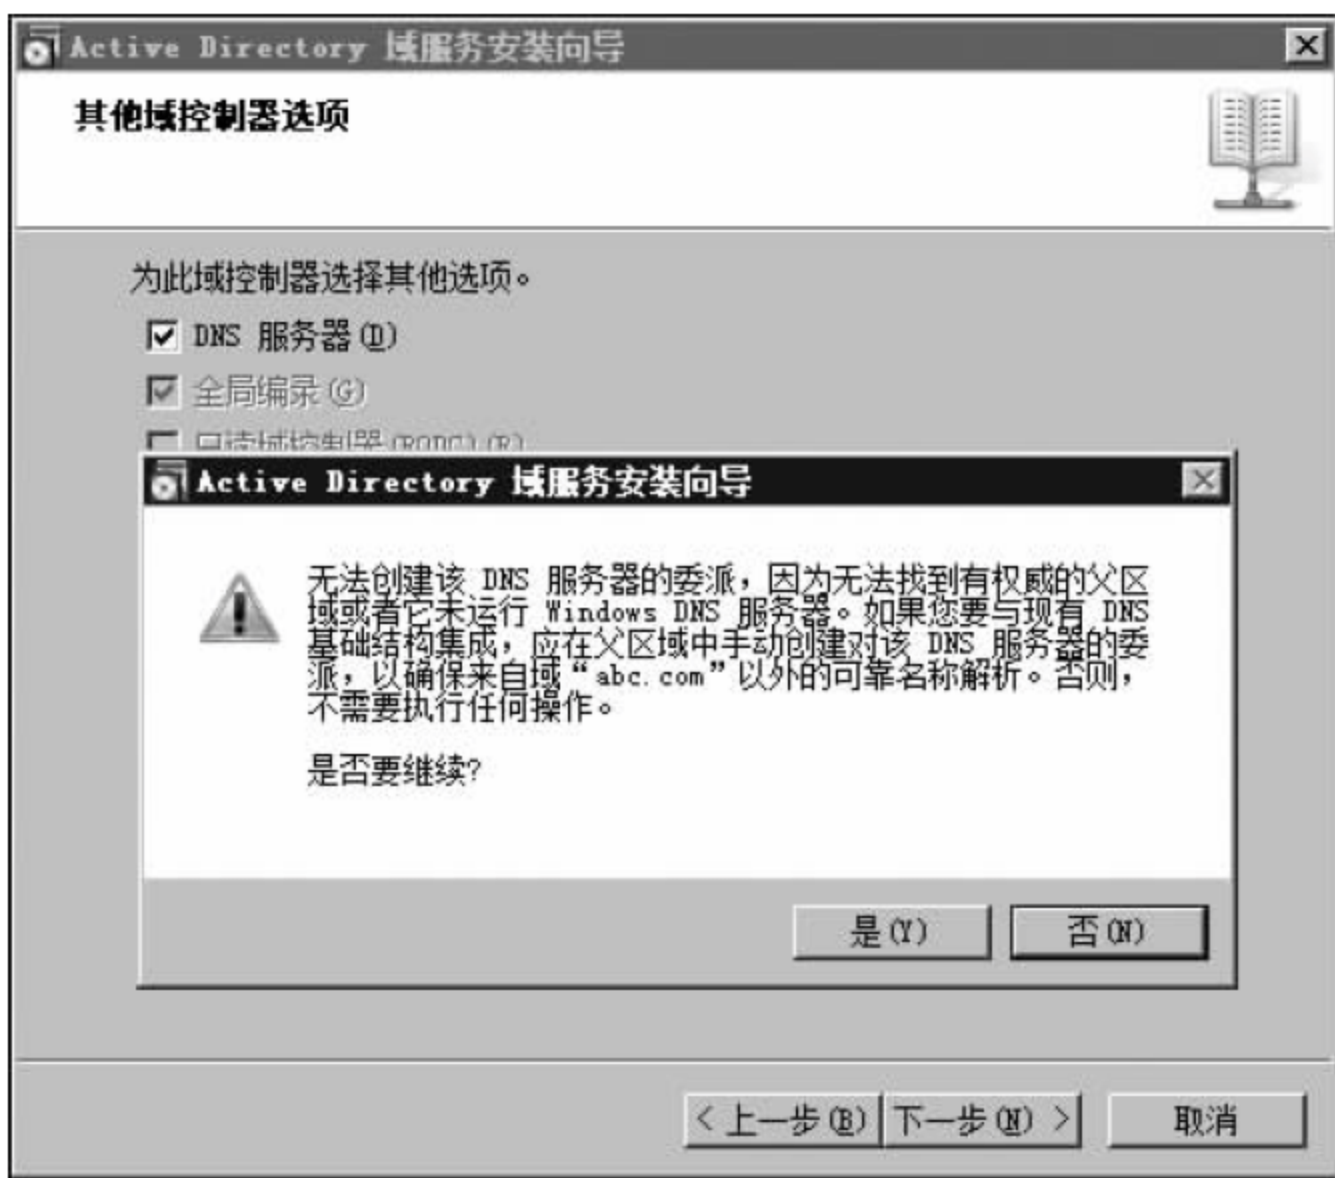 Active Directory 域服务安装向导
其他域控制器选项
为此域控制器选择其他选项。
DNS 服务器(D)
全局编录(G)
只读域控制器(RODC)(R)
Active Directory 域服务安装向导
无法创建该 DNS 服务器的委派，因为无法找到有权威的父区
域或者它未运行 Windows DNS 服务器。如果您要与现有 DNS
基础结构集成，应在父区域中手动创建对该 DNS 服务器的委
派，以确保来自域“abc.com”以外的可靠名称解析。否则，
不需要执行任何操作。
是否要继续?
是(Y)
否(N)
< 上一步(B)
下一步(N) >
取消